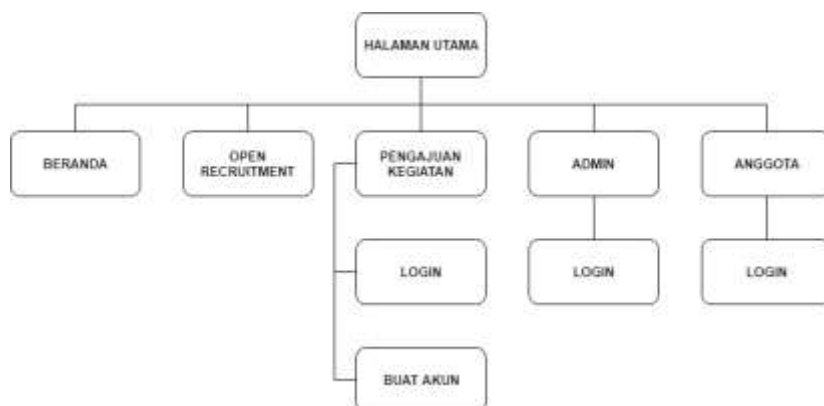 HALAMAN UTAMA
BERANDA
OPEN
RECRUITMENT
PENGAJUAN
KEGIATAN
ADMIN
ANGGOTA
LOGIN
LOGIN
LOGIN
BUAT AKUN